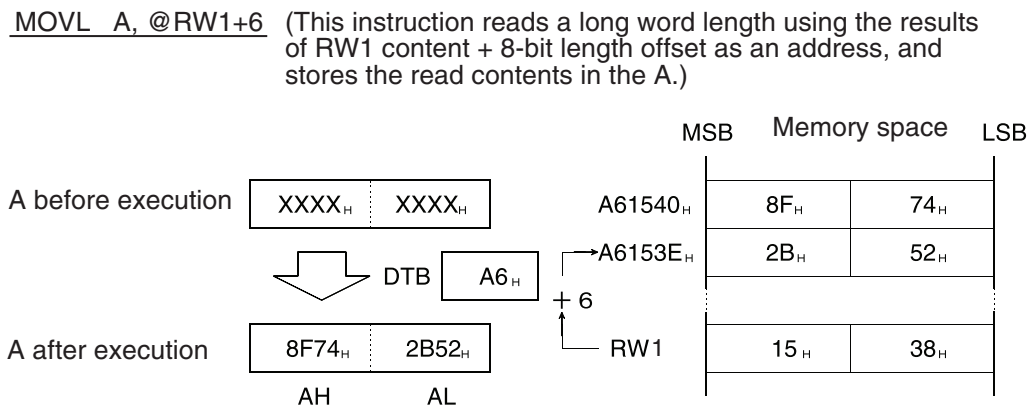 MOVL A, @RW1+6 (This instruction reads a long word length using the results
of RW1 content + 8-bit length offset as an address, and
stores the read contents in the A.)
MSB Memory space LSB
A before execution XXXXH XXXXH A61540H 8FH 74H
A6153EH 2BH 52H
DTB A6H
+ 6
A after execution 8F74H 2B52H RW1 15H 38H
AH AL